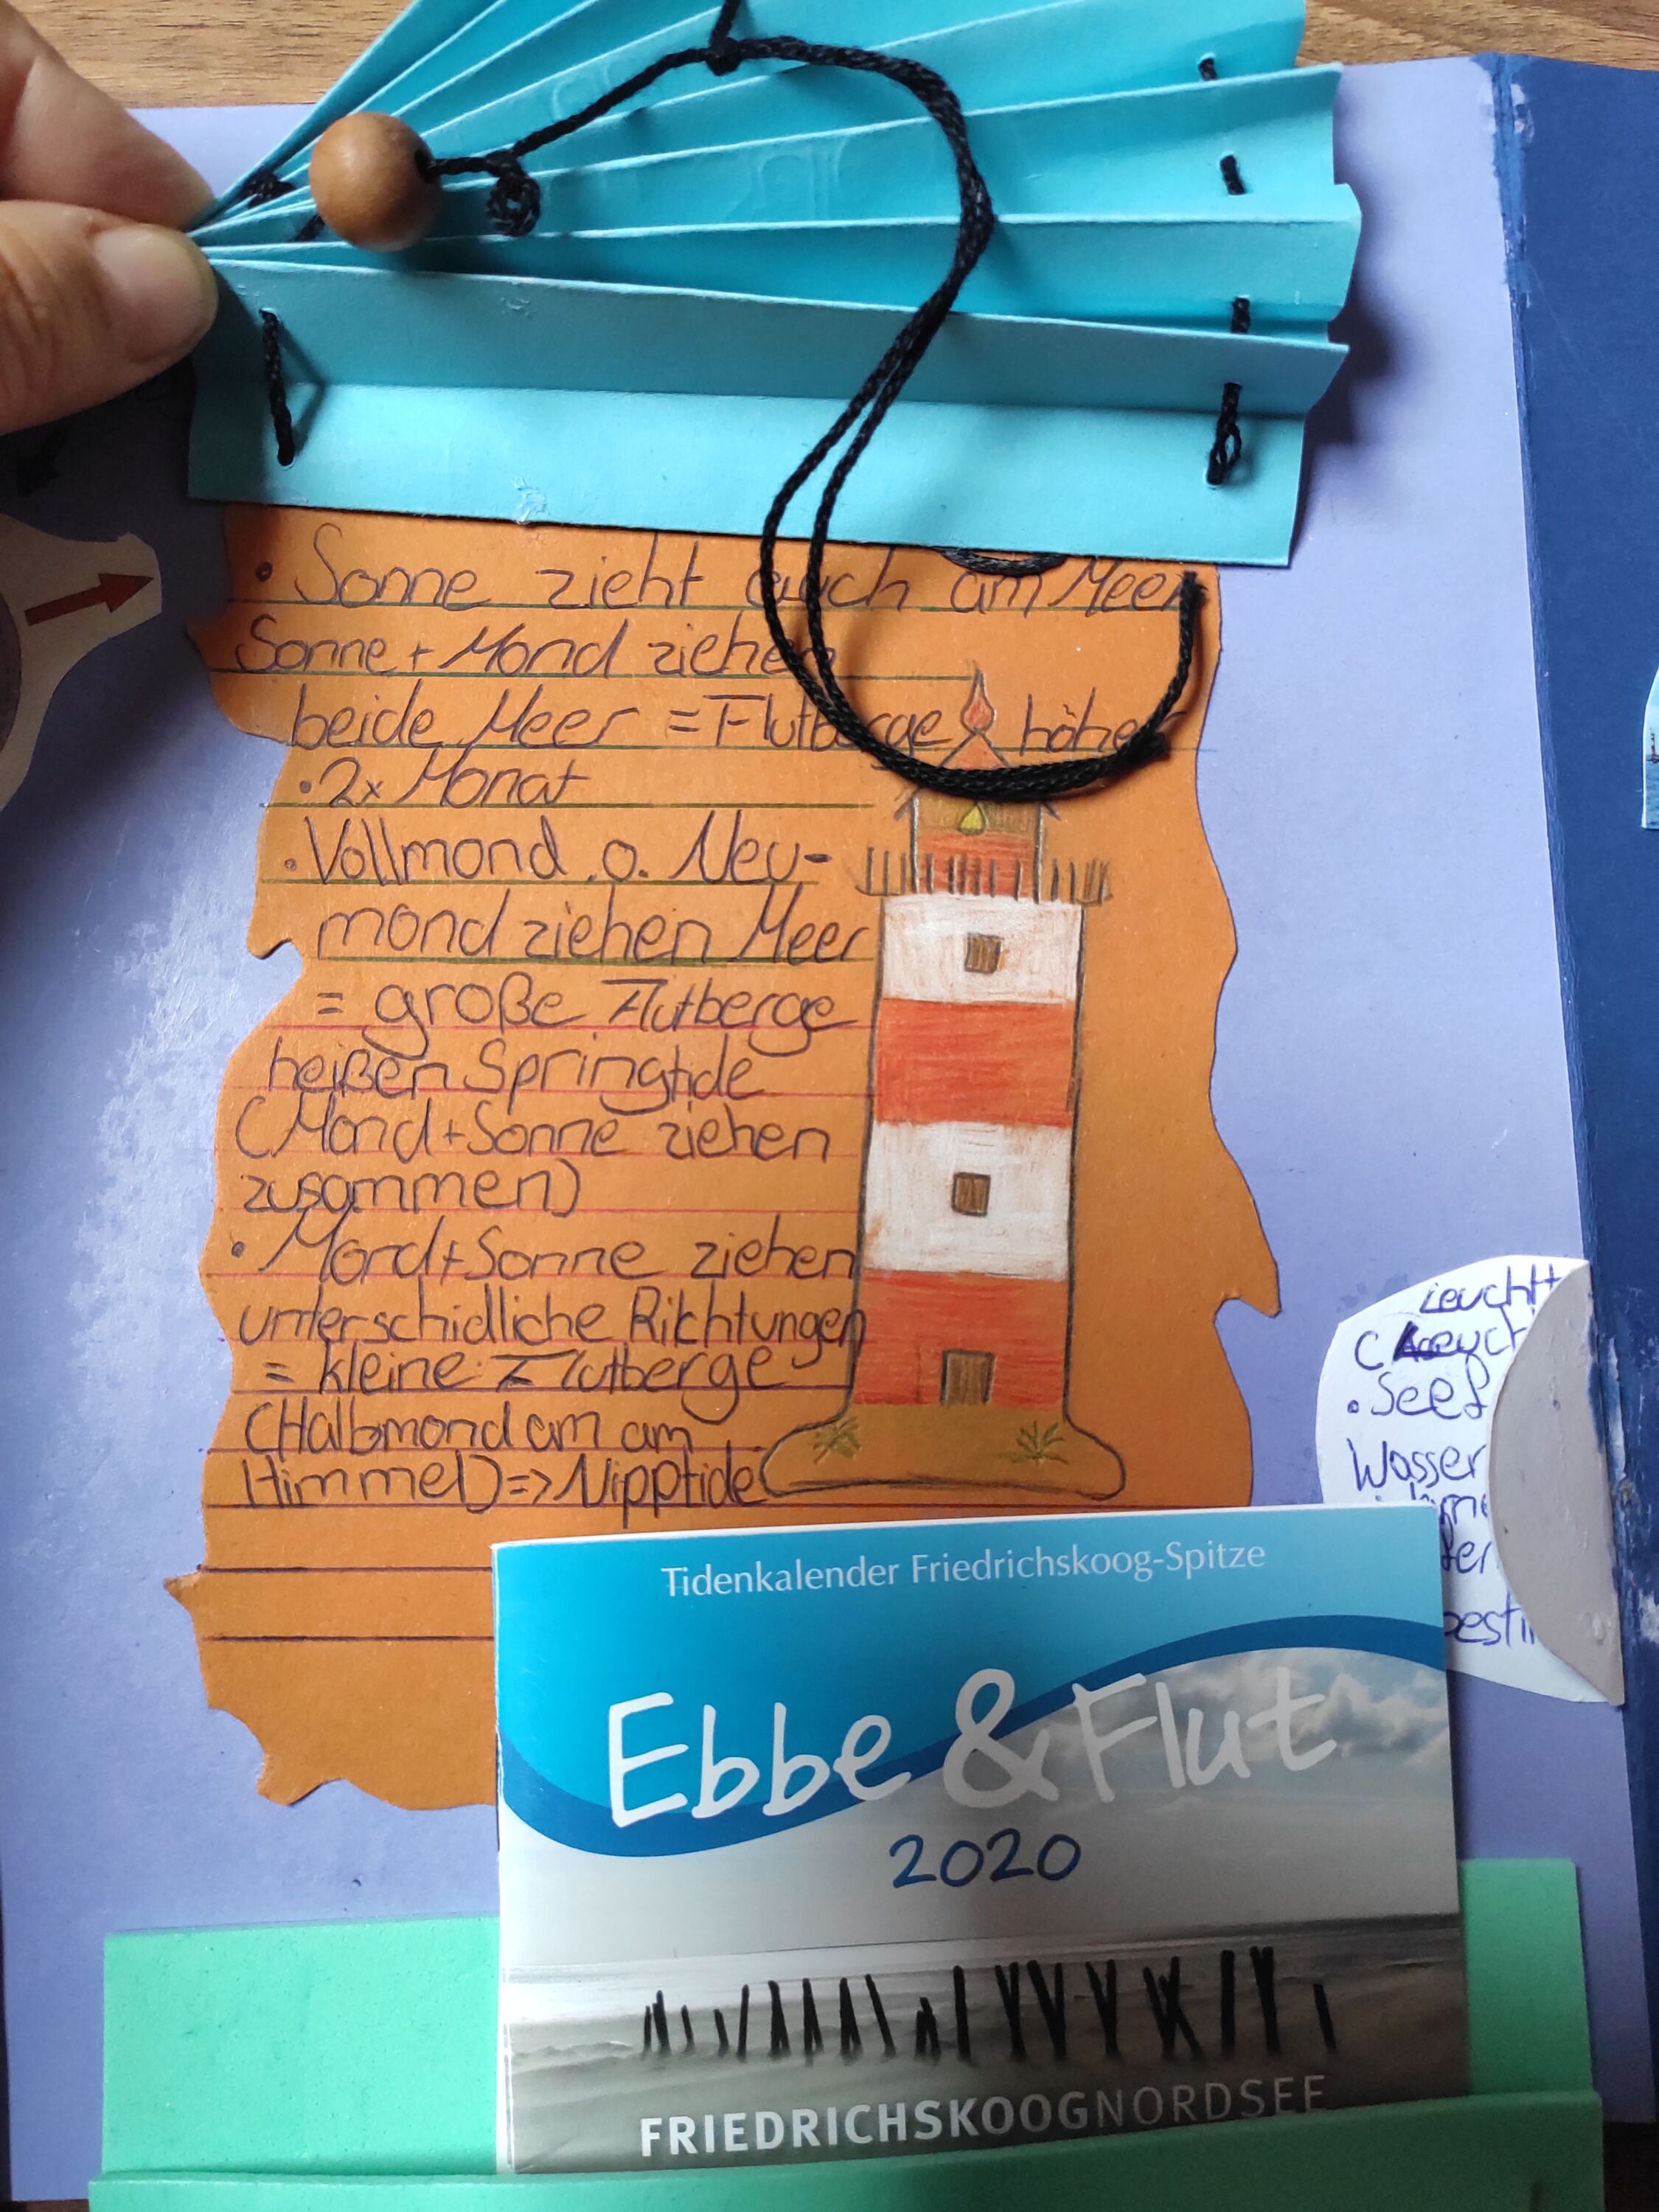 • Sonne zieht auch am Meer
Sonne + Mond ziehen
beide Meer = Flutberge höher
• 2x Monat
• Vollmond o. Neu-
mond ziehen Meer
= große Flutberge
heißen Springtide
(Mond + Sonne ziehen
zusammen)
• Mond + Sonne ziehen
unterschidliche Richtungen
= kleine Flutberge
(Halbmond am am
Himmel) => Nipptide
Wasser
Tidenkalender Friedrichskoog-Spitze
Ebbe & Flut
2020
FRIEDRICHSKOOGNORDSEE